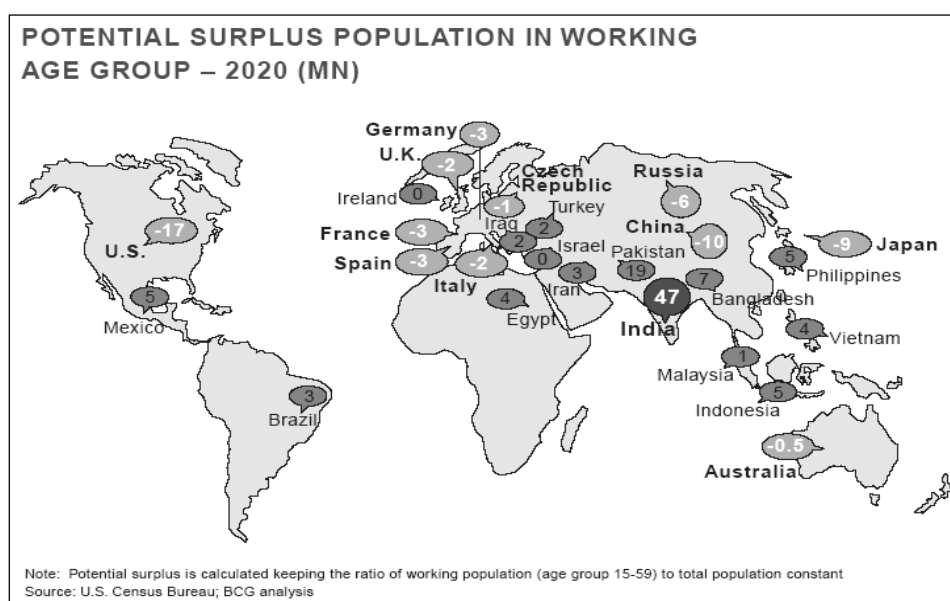 POTENTIAL SURPLUS POPULATION IN WORKING
AGE GROUP – 2020 (MN)
Germany
-3
U.K.
-2
Czech
Republic
-1
Russia
-6
Ireland
0
Turkey
2
Iraq
2
China
-10
-17
U.S.
France
-3
Israel
0
Pakistan
19
-9
Japan
5
Philippines
Spain
-3
-2
Italy
3
Iran
7
Bangladesh
5
Mexico
4
Egypt
47
India
4
Vietnam
1
Malaysia
5
Indonesia
3
Brazil
-0.5
Australia
Note: Potential surplus is calculated keeping the ratio of working population (age group 15-59) to total population constant
Source: U.S. Census Bureau; BCG analysis